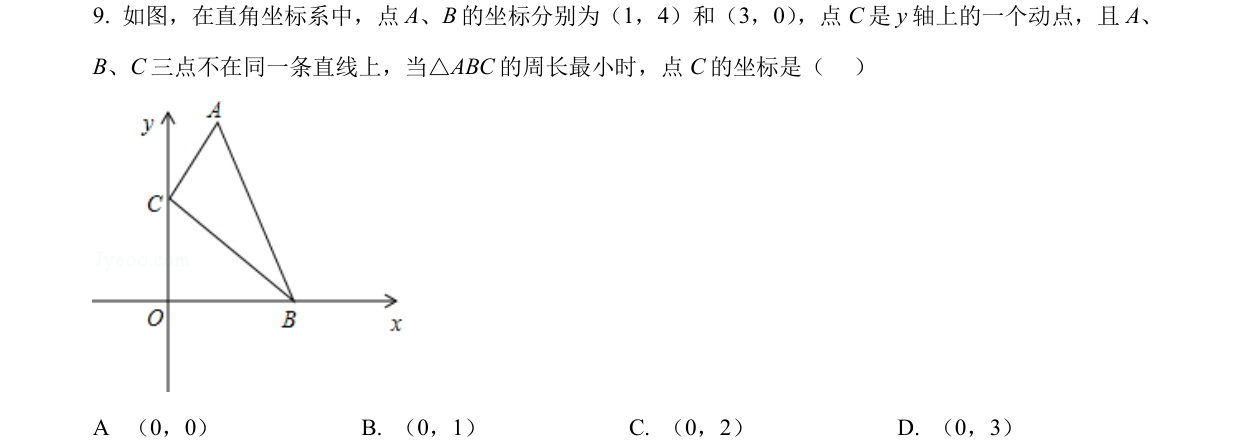 9. 如图，在直角坐标系中，点 A、B 的坐标分别为（1，4）和（3，0），点 C 是 y 轴上的一个动点，且 A、
B、C 三点不在同一条直线上，当△ABC 的周长最小时，点 C 的坐标是（　）
A
y
C
O
B
x
A （0，0） B. （0，1） C. （0，2） D. （0，3）